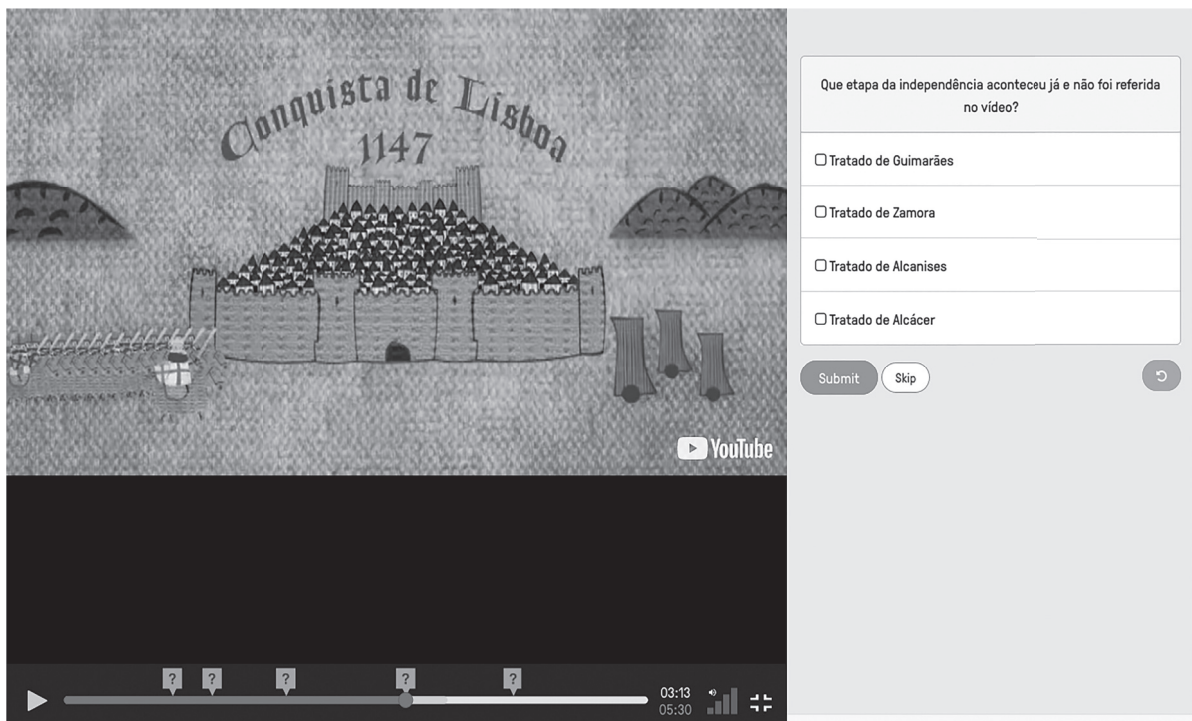 Conquista de Lisboa
1147
YouTube
?
?
?
?
?
03:13
05:30
Que etapa da independência aconteceu já e não foi referida
no vídeo?
Tratado de Guimarães
Tratado de Zamora
Tratado de Alcanises
Tratado de Alcácer
Submit
Skip